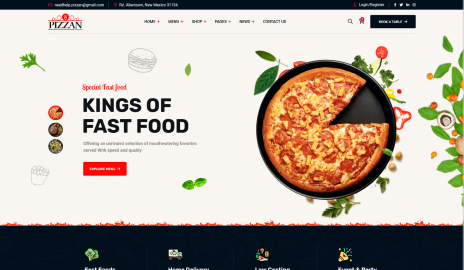 needhelp.pizzan@gmail.com
Rd. Allentown, New Mexico 31134
Login/Register
PIZZAN
HOME
MENU
SHOP
PAGES
NEWS
CONTACT US
BOOK A TABLE
Special Fast food
KINGS OF
FAST FOOD
Offering an unrivaled selection of mouthwatering favorites
served With speed and quality
EXPLORE MENU
Fast Foods
Home Delivery
Low Costing
Event & Party